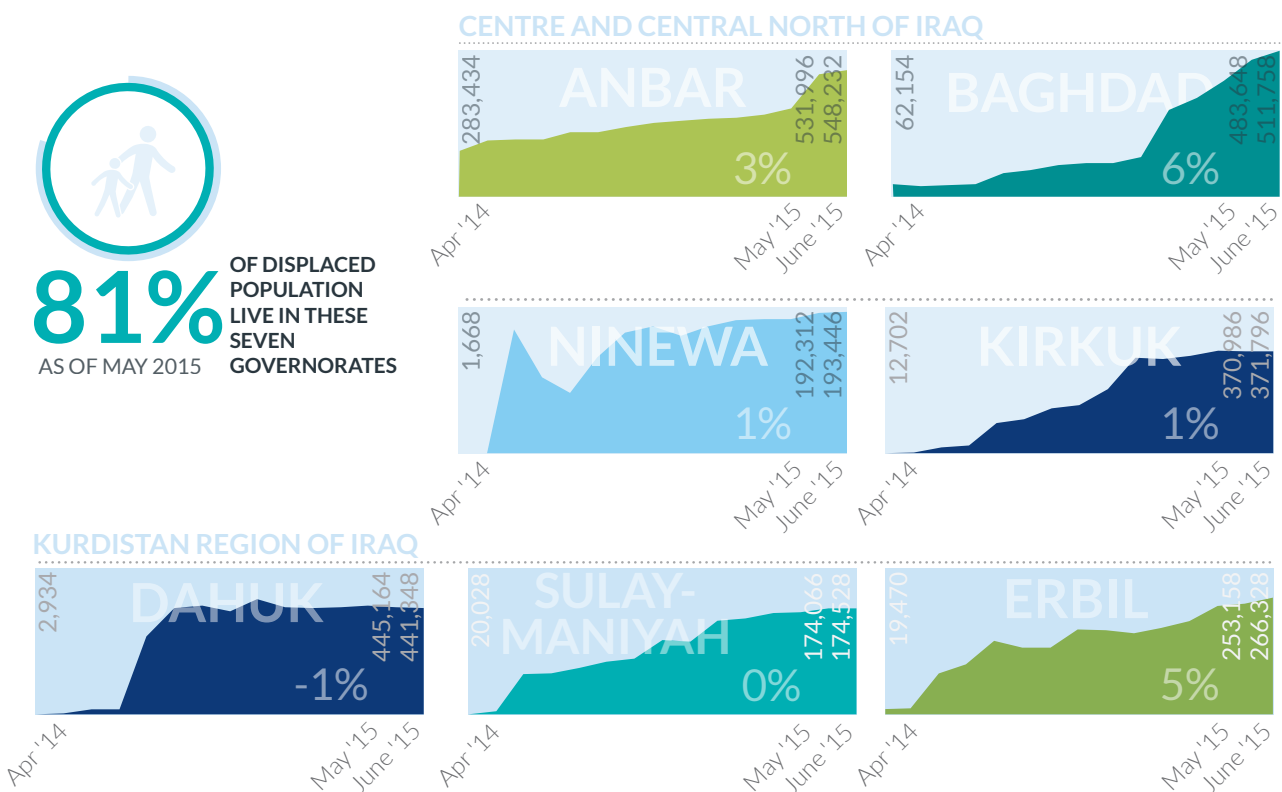 CENTRE AND CENTRAL NORTH OF IRAQ
81%
OF DISPLACED
POPULATION
LIVE IN THESE
SEVEN
GOVERNORATES
AS OF MAY 2015
ANBAR
283,434
531,996
548,232
3%
Apr '14
May '15
June '15
BAGHDAD
62,154
483,648
511,758
6%
Apr '14
May '15
June '15
NINEWA
1,668
192,312
193,446
1%
Apr '14
May '15
June '15
KIRKUK
12,702
370,986
371,796
1%
Apr '14
May '15
June '15
KURDISTAN REGION OF IRAQ
DAHUK
2,934
445,164
441,348
-1%
Apr '14
May '15
June '15
SULAY-
MANIYAH
20,028
174,066
174,528
0%
Apr '14
May '15
June '15
ERBIL
19,470
253,158
266,328
5%
Apr '14
May '15
June '15